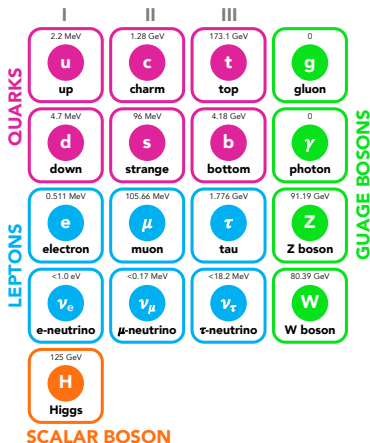 I II III
QUARKS
2.2 MeV 1.28 GeV 173.1 GeV 0
u c t g
up charm top gluon
4.7 MeV 96 MeV 4.18 GeV 0
d s b γ
down strange bottom photon
GUAGE BOSONS
LEPTONS
0.511 MeV 105.66 MeV 1.776 GeV 91.19 GeV
e μ τ Z
electron muon tau Z boson
<1.0 eV <0.17 MeV <18.2 MeV 80.39 GeV
νe νμ ντ W
e-neutrino μ-neutrino τ-neutrino W boson
125 GeV
H
Higgs
SCALAR BOSON